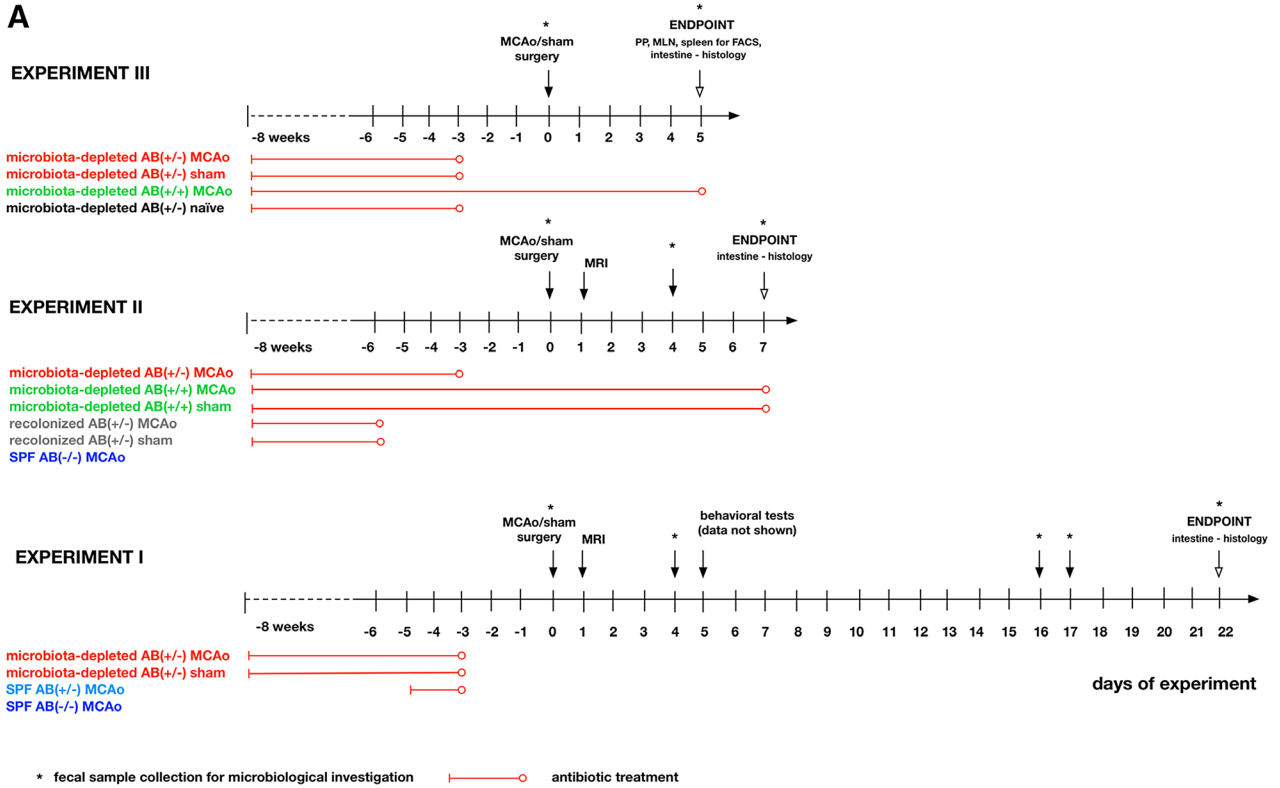 A
*
ENDPOINT
* PP, MLN, spleen for FACS,
MCAo/sham intestine - histology
surgery
EXPERIMENT III
-8 weeks -6 -5 -4 -3 -2 -1 0 1 2 3 4 5
microbiota-depleted AB(+/-) MCAo
microbiota-depleted AB(+/-) sham
microbiota-depleted AB(+/+) MCAo
microbiota-depleted AB(+/-) naïve
* *
MCAo/sham * ENDPOINT
surgery MRI intestine - histology
EXPERIMENT II
-8 weeks -6 -5 -4 -3 -2 -1 0 1 2 3 4 5 6 7
microbiota-depleted AB(+/-) MCAo
microbiota-depleted AB(+/+) MCAo
microbiota-depleted AB(+/+) sham
recolonized AB(+/-) MCAo
recolonized AB(+/-) sham
SPF AB(-/-) MCAo
* behavioral tests *
MCAo/sham (data not shown) ENDPOINT
surgery MRI * * * intestine - histology
EXPERIMENT I
-8 weeks -6 -5 -4 -3 -2 -1 0 1 2 3 4 5 6 7 8 9 10 11 12 13 14 15 16 17 18 19 20 21 22
microbiota-depleted AB(+/-) MCAo
microbiota-depleted AB(+/-) sham
SPF AB(+/-) MCAo
SPF AB(-/-) MCAo
days of experiment
* fecal sample collection for microbiological investigation antibiotic treatment